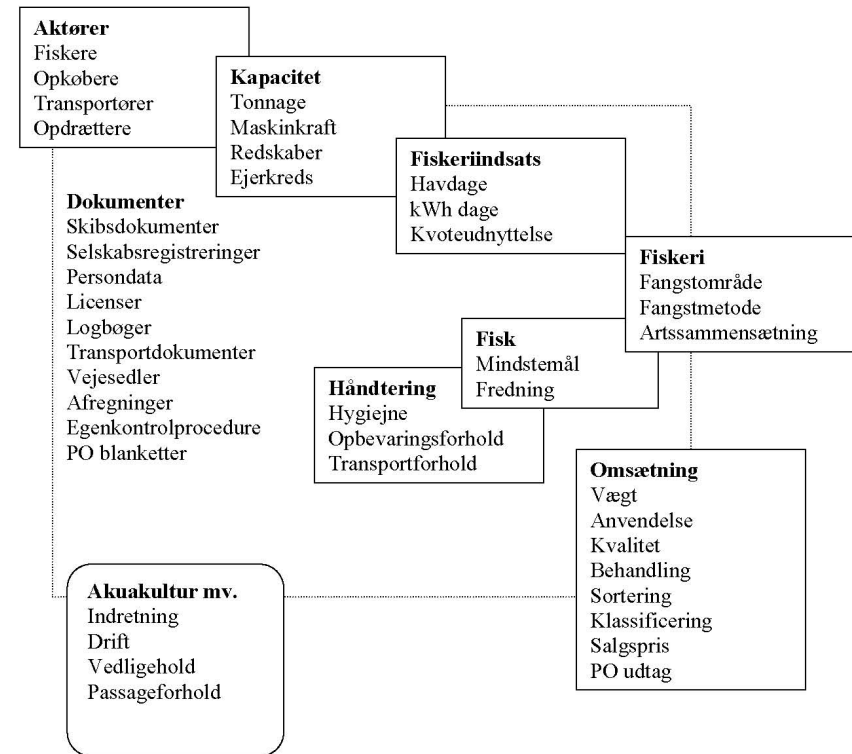 Aktører
Fiskere
Opkøbere
Transportører
Opdrættere
Kapacitet
Tonnage
Maskinkraft
Redskaber
Ejerkreds
Fiskeriindsats
Havdage
kWh dage
Kvoteudnyttelse
Fiskeri
Fangstområde
Fangstmetode
Artssammensætning
Dokumenter
Skibsdokumenter
Selskabsregistreringer
Persondata
Licenser
Logbøger
Transportdokumenter
Vejesedler
Afregninger
Egenkontrolprocedure
PO blanketter
Fisk
Mindstemål
Fredning
Håndtering
Hygiejne
Opbevaringsforhold
Transportforhold
Omsætning
Vægt
Anvendelse
Kvalitet
Behandling
Sortering
Klassificering
Salgspris
PO udtag
Akuakultur mv.
Indretning
Drift
Vedligehold
Passageforhold